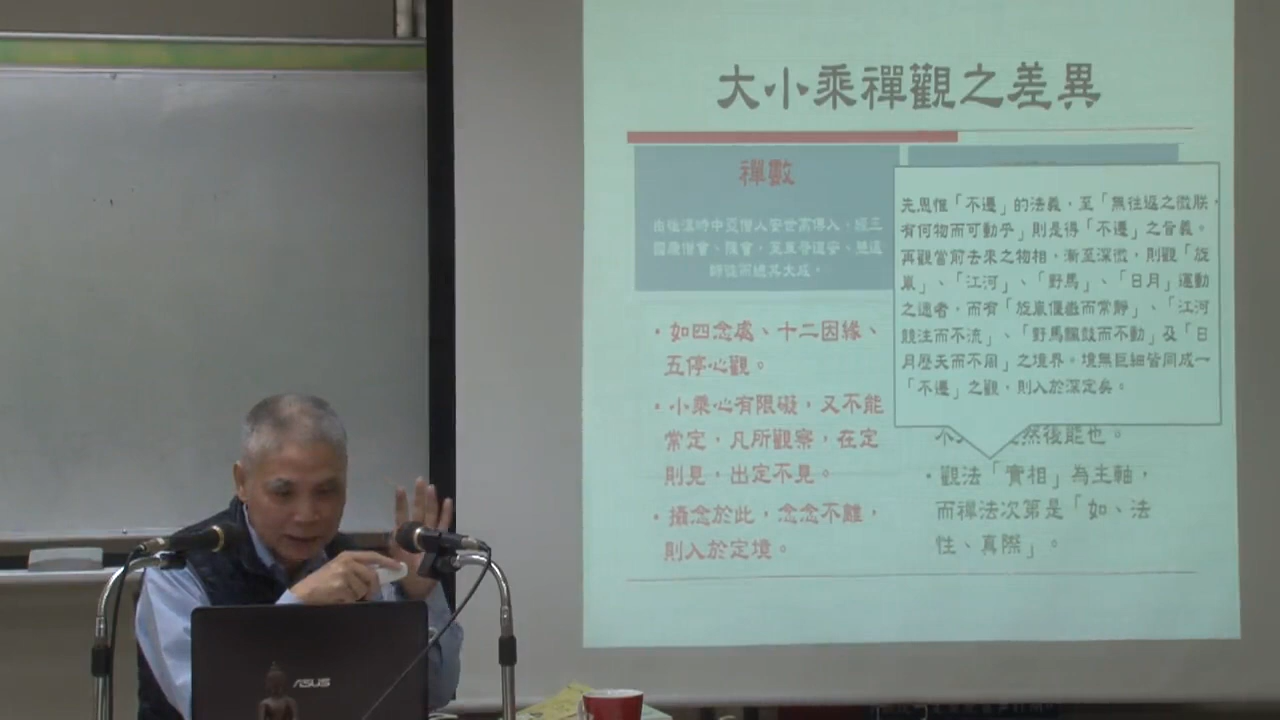 大小乘禪觀之差異
禪數
由後漢時中亞僧人安世高傳入，經三
國康僧會、陳會，至東晉道安、慧遠
師徒而總其大成。
・如四念處、十二因緣、
五停心觀。
・小乘心有限礙，又不能
常定，凡所觀察，在定
則見，出定不見。
・攝念於此，念念不離，
則入於定境。
先思惟「不遷」的法義，至「無往返之微朕，
有何物而可動乎」則是得「不遷」之旨義。
再觀當前去來之物相，漸至深微，則觀「旋
嵐」、「江河」、「野馬」、「日月」運動
之速者，而有「旋嵐偃嶽而常靜」、「江河
競注而不流」、「野馬飄鼓而不動」及「日
月歷天而不周」之境界。境無巨細皆同成一
「不遷」之觀，則入於深定矣。
然後能也。
・觀法「實相」為主軸，
而禪法次第是「如、法
性、真際」。
ASUS